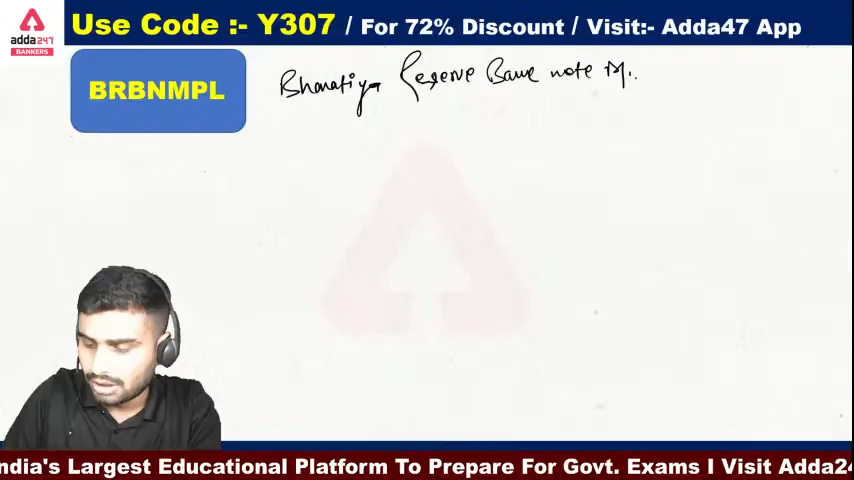 Use Code :- Y307 / For 72% Discount / Visit:- Adda47 App
adda247
BANKERS
BRBNMPL
Bharatiya Reserve Bank note M.
ndia's Largest Educational Platform To Prepare For Govt. Exams I Visit Adda24